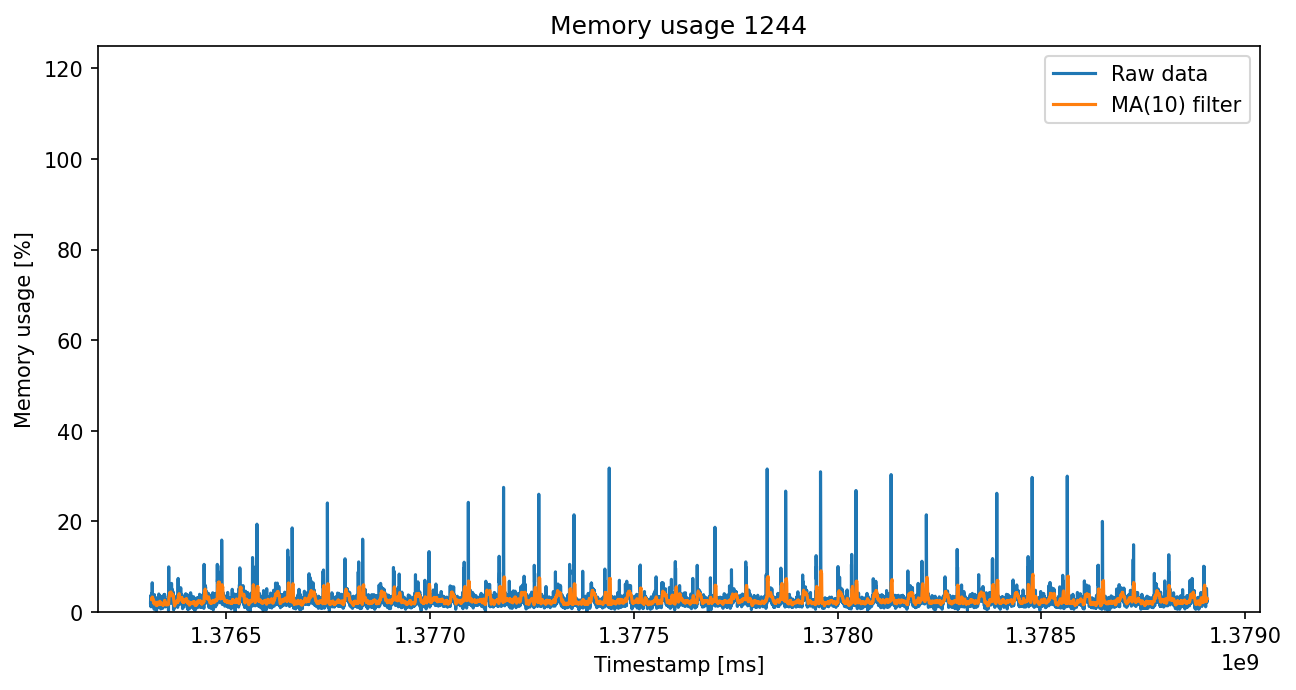 Memory usage 1244
Raw data
MA(10) filter
Memory usage [%]
120
100
80
60
40
20
0
1.3765 1.3770 1.3775 1.3780 1.3785 1.3790
1e9
Timestamp [ms]